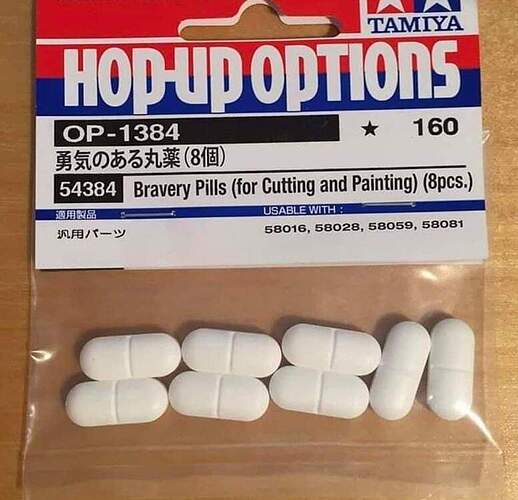 TAMIYA
HOP-UP OPTIONS
OP-1384 ★ 160
勇気のある丸薬(8個)
54384 Bravery Pills (for Cutting and Painting) (8pcs.)
適用製品 USABLE WITH :
汎用パーツ 58016, 58028, 58059, 58081